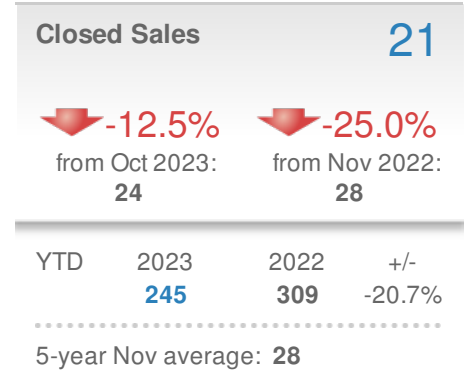 Closed Sales 21
-12.5% -25.0%
from Oct 2023: from Nov 2022:
24 28
YTD 2023 2022 +/-
245 309 -20.7%
5-year Nov average: 28